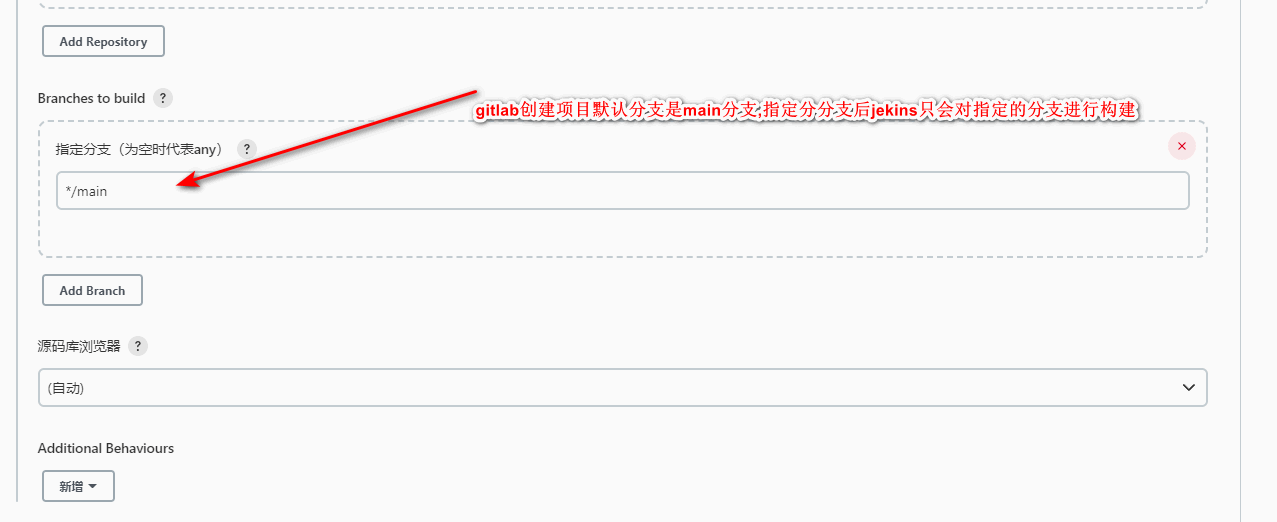 Add Repository
Branches to build ?
gitlab创建项目默认分支是main分支,指定分分支后jekins只会对指定的分支进行构建
指定分支（为空时代表any） ?
*/main
Add Branch
源码库浏览器 ?
(自动)
Additional Behaviours
新增